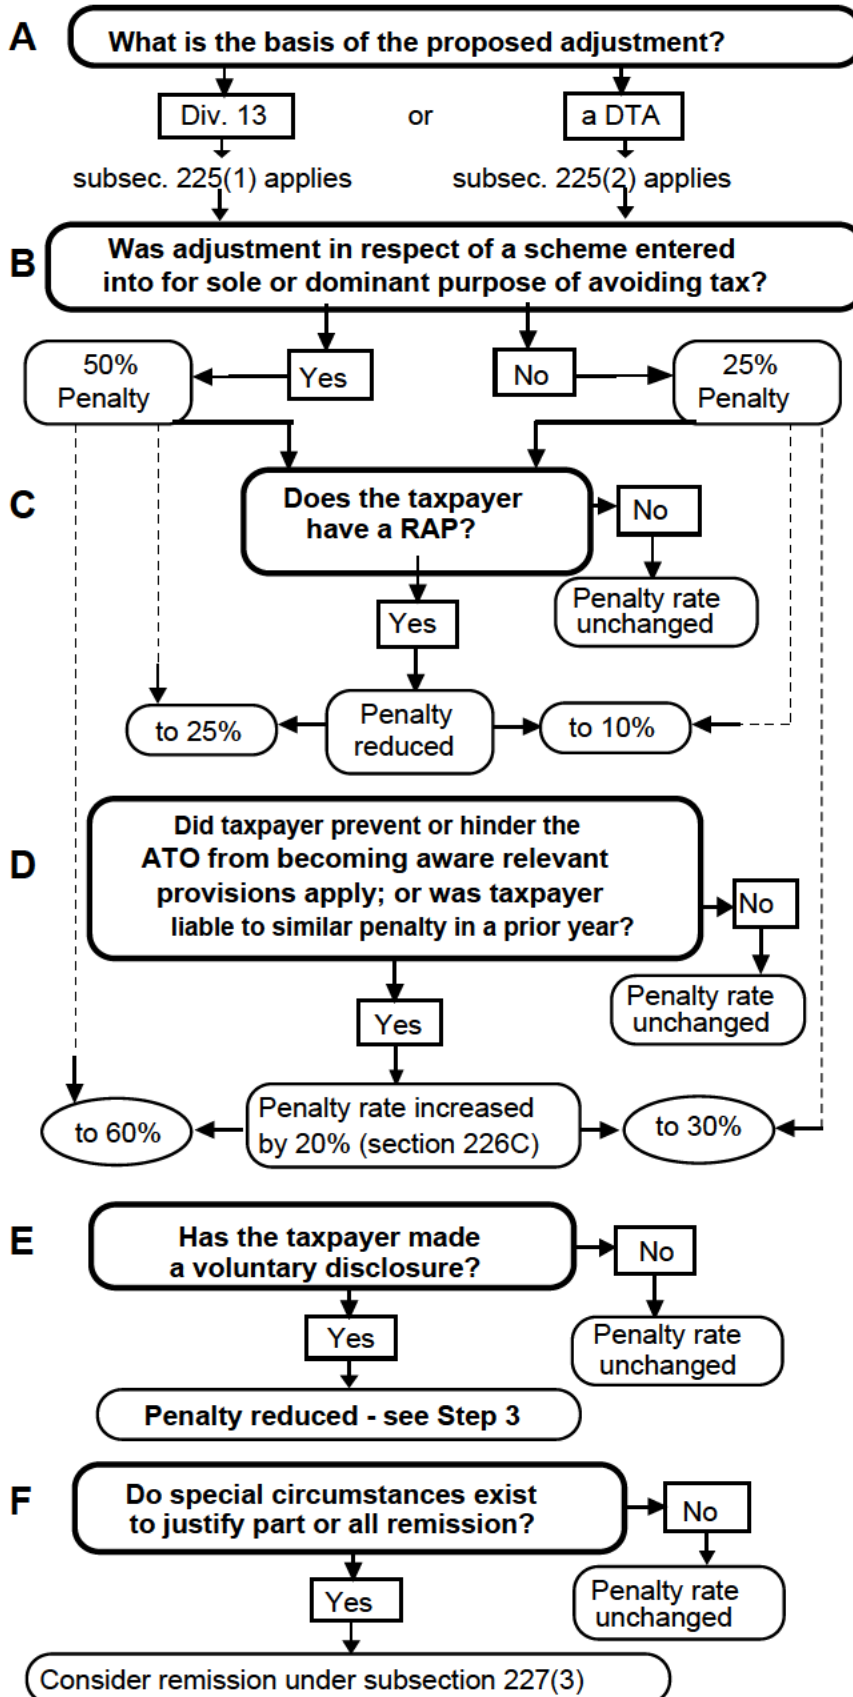 A
What is the basis of the proposed adjustment?
Div. 13
or
a DTA
subsec. 225(1) applies
subsec. 225(2) applies
B
Was adjustment in respect of a scheme entered
into for sole or dominant purpose of avoiding tax?
50%
Penalty
Yes
No
25%
Penalty
C
Does the taxpayer
have a RAP?
No
Penalty rate
unchanged
Yes
to 25%
Penalty
reduced
to 10%
D
Did taxpayer prevent or hinder the
ATO from becoming aware relevant
provisions apply; or was taxpayer
liable to similar penalty in a prior year?
No
Penalty rate
unchanged
Yes
to 60%
Penalty rate increased
by 20% (section 226C)
to 30%
E
Has the taxpayer made
a voluntary disclosure?
No
Penalty rate
unchanged
Yes
Penalty reduced - see Step 3
F
Do special circumstances exist
to justify part or all remission?
No
Penalty rate
unchanged
Yes
Consider remission under subsection 227(3)